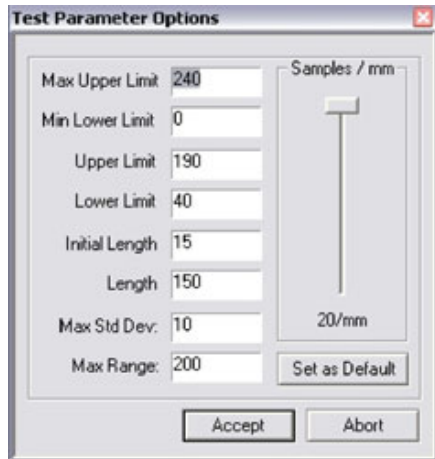 Test Parameter Options
Max Upper Limit 240
Min Lower Limit 0
Upper Limit 190
Lower Limit 40
Initial Length 15
Length 150
Max Std Dev: 10
Max Range: 200
Samples / mm
20/mm
Set as Default
Accept
Abort